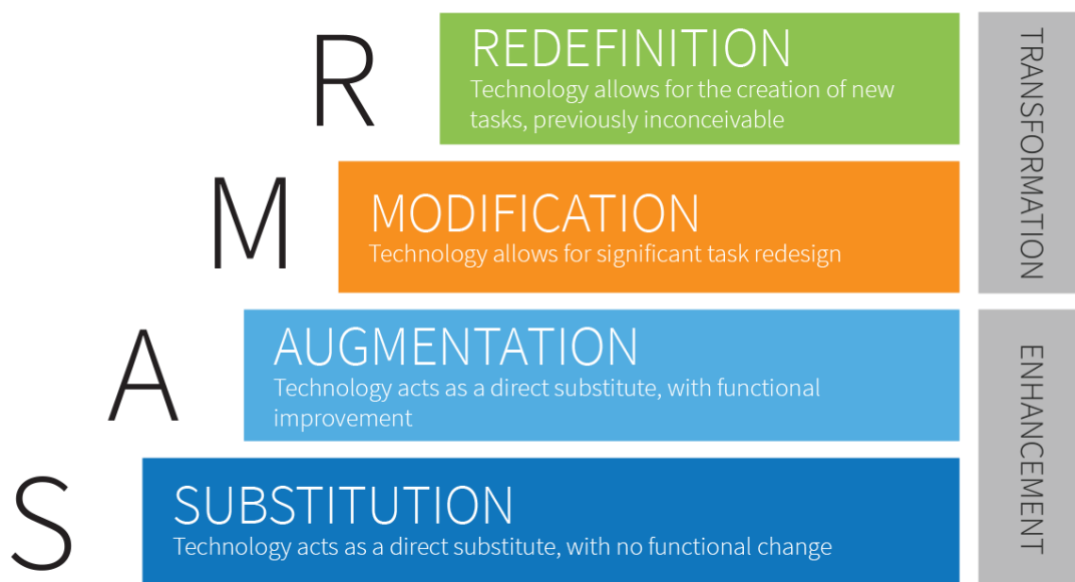 R
REDEFINITION
Technology allows for the creation of new
tasks, previously inconceivable
TRANSFORMATION
M
MODIFICATION
Technology allows for significant task redesign
A
AUGMENTATION
Technology acts as a direct substitute, with functional
improvement
ENHANCEMENT
S
SUBSTITUTION
Technology acts as a direct substitute, with no functional change